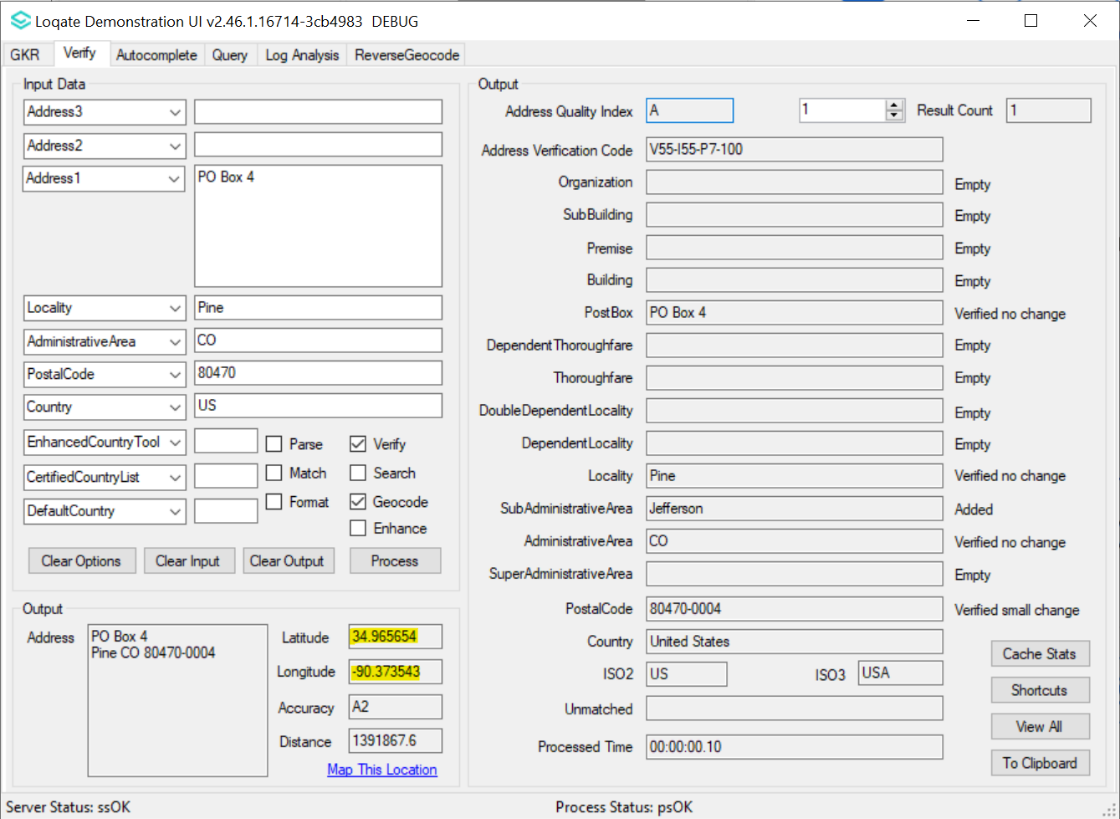 Loqate Demonstration UI v2.46.1.16714-3cb4983 DEBUG
GKR Verify Autocomplete Query Log Analysis ReverseGeocode
Input Data
Address3
Address2
Address1 PO Box 4
Locality Pine
AdministrativeArea CO
PostalCode 80470
Country US
EnhancedCountryTool Parse Verify
CertifiedCountryList Match Search
DefaultCountry Format Geocode
Enhance
Clear Options Clear Input Clear Output Process
Output
Address PO Box 4
Pine CO 80470-0004
Latitude 34.965654
Longitude -90.373543
Accuracy A2
Distance 1391867.6
Map This Location
Output
Address Quality Index A 1 Result Count 1
Address Verification Code V55-I55-P7-100
Organization Empty
SubBuilding Empty
Premise Empty
Building Empty
PostBox PO Box 4 Verified no change
DependentThoroughfare Empty
Thoroughfare Empty
DoubleDependentLocality Empty
DependentLocality Empty
Locality Pine Verified no change
SubAdministrativeArea Jefferson Added
AdministrativeArea CO Verified no change
SuperAdministrativeArea Empty
PostalCode 80470-0004 Verified small change
Country United States
ISO2 US ISO3 USA
Unmatched
Processed Time 00:00:00.10
Cache Stats
Shortcuts
View All
To Clipboard
Server Status: ssOK Process Status: psOK